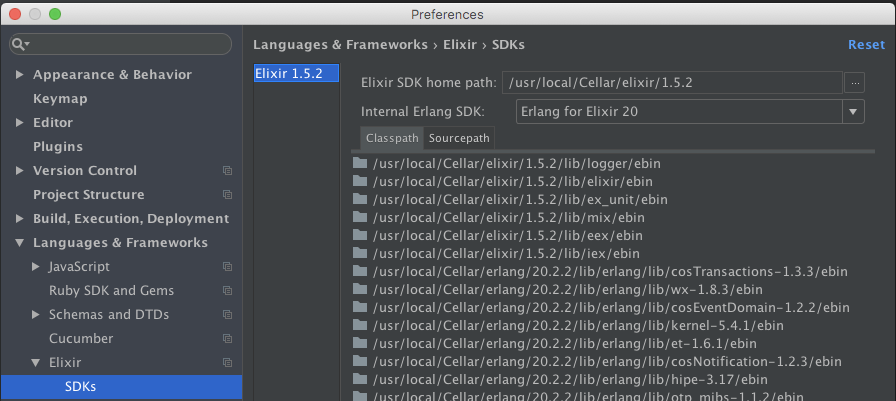 Preferences
Languages & Frameworks › Elixir › SDKs
Reset
Appearance & Behavior
Keymap
Editor
Plugins
Version Control
Project Structure
Build, Execution, Deployment
Languages & Frameworks
JavaScript
Ruby SDK and Gems
Schemas and DTDs
Cucumber
Elixir
SDKs
Elixir 1.5.2
Elixir SDK home path: /usr/local/Cellar/elixir/1.5.2 ...
Internal Erlang SDK: Erlang for Elixir 20
Classpath Sourcepath
/usr/local/Cellar/elixir/1.5.2/lib/logger/ebin
/usr/local/Cellar/elixir/1.5.2/lib/elixir/ebin
/usr/local/Cellar/elixir/1.5.2/lib/ex_unit/ebin
/usr/local/Cellar/elixir/1.5.2/lib/mix/ebin
/usr/local/Cellar/elixir/1.5.2/lib/eex/ebin
/usr/local/Cellar/elixir/1.5.2/lib/iex/ebin
/usr/local/Cellar/erlang/20.2.2/lib/erlang/lib/cosTransactions-1.3.3/ebin
/usr/local/Cellar/erlang/20.2.2/lib/erlang/lib/wx-1.8.3/ebin
/usr/local/Cellar/erlang/20.2.2/lib/erlang/lib/cosEventDomain-1.2.2/ebin
/usr/local/Cellar/erlang/20.2.2/lib/erlang/lib/kernel-5.4.1/ebin
/usr/local/Cellar/erlang/20.2.2/lib/erlang/lib/et-1.6.1/ebin
/usr/local/Cellar/erlang/20.2.2/lib/erlang/lib/cosNotification-1.2.3/ebin
/usr/local/Cellar/erlang/20.2.2/lib/erlang/lib/hipe-3.17/ebin
/usr/local/Cellar/erlang/20.2.2/lib/erlang/lib/otp_mibs-1.1.2/ebin